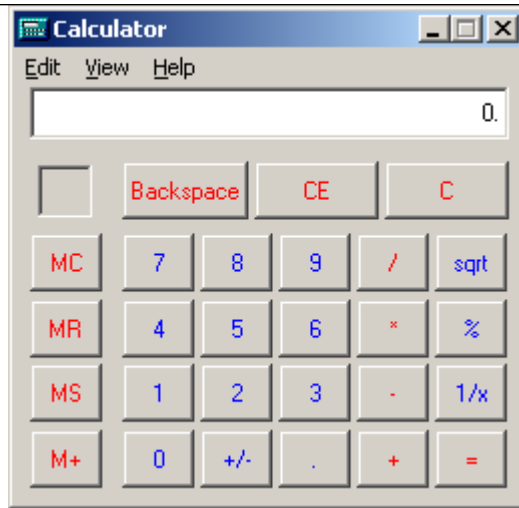 Calculator
Edit View Help
0.
Backspace CE C
MC 7 8 9 / sqrt
MR 4 5 6 * %
MS 1 2 3 - 1/x
M+ 0 +/- . + =